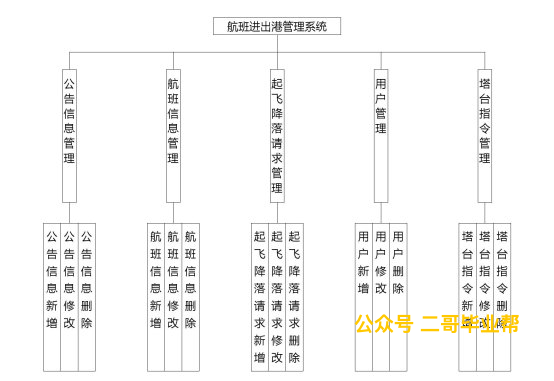 航班进出港管理系统
公告信息管理
航班信息管理
起飞降落请求管理
用户管理
塔台指令管理
公告信息新增
公告信息修改
公告信息删除
航班信息新增
航班信息修改
航班信息删除
起飞降落请求新增
起飞降落请求修改
起飞降落请求删除
用户新增
用户修改
用户删除
塔台指令新增
塔台指令修改
塔台指令删除
公众号 二哥毕业帮